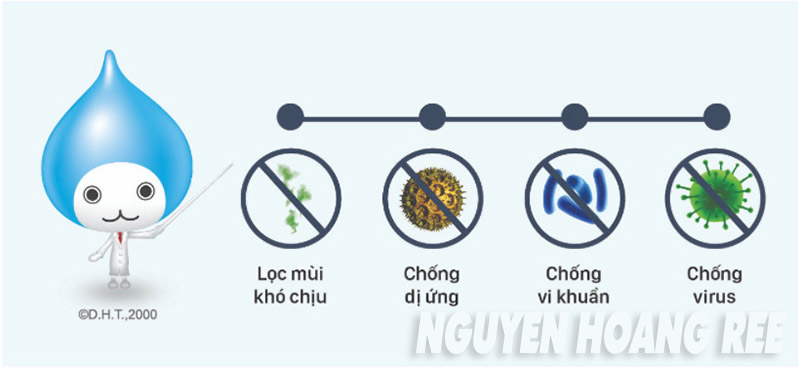 Lọc mùi
khó chịu
Chống
dị ứng
Chống
vi khuẩn
Chống
virus
©D.H.T.,2000
NGUYEN HOANG REE